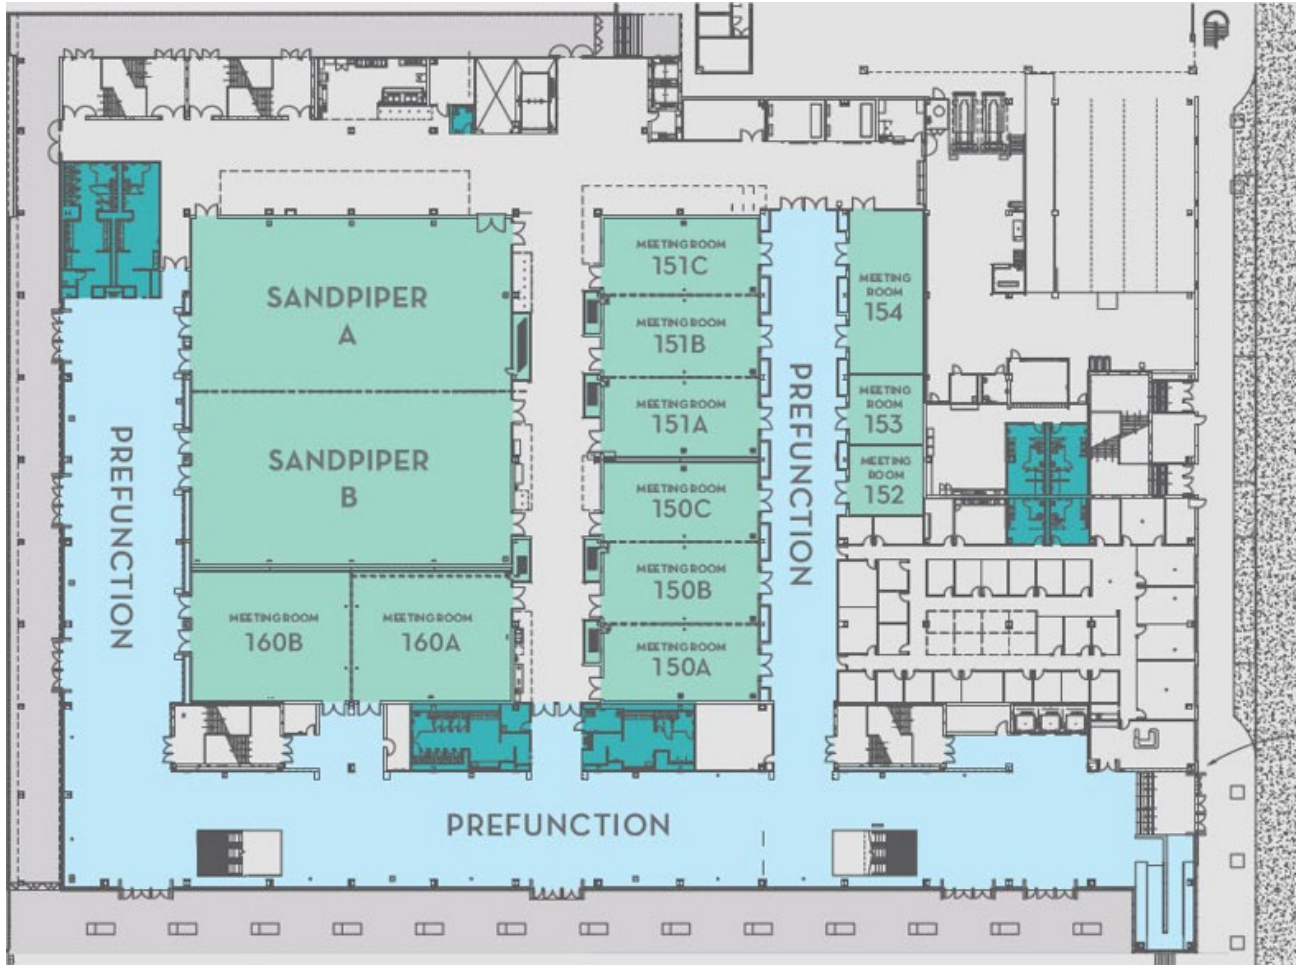 MEETING ROOM
151C
SANDPIPER
A
MEETING
ROOM
154
MEETING ROOM
151B
PREFUNCTION
MEETING ROOM
151A
MEETING
ROOM
153
PREFUNCTION
SANDPIPER
B
MEETING
ROOM
152
MEETING ROOM
150C
MEETING ROOM
150B
MEETING ROOM
160B
MEETING ROOM
160A
MEETING ROOM
150A
PREFUNCTION